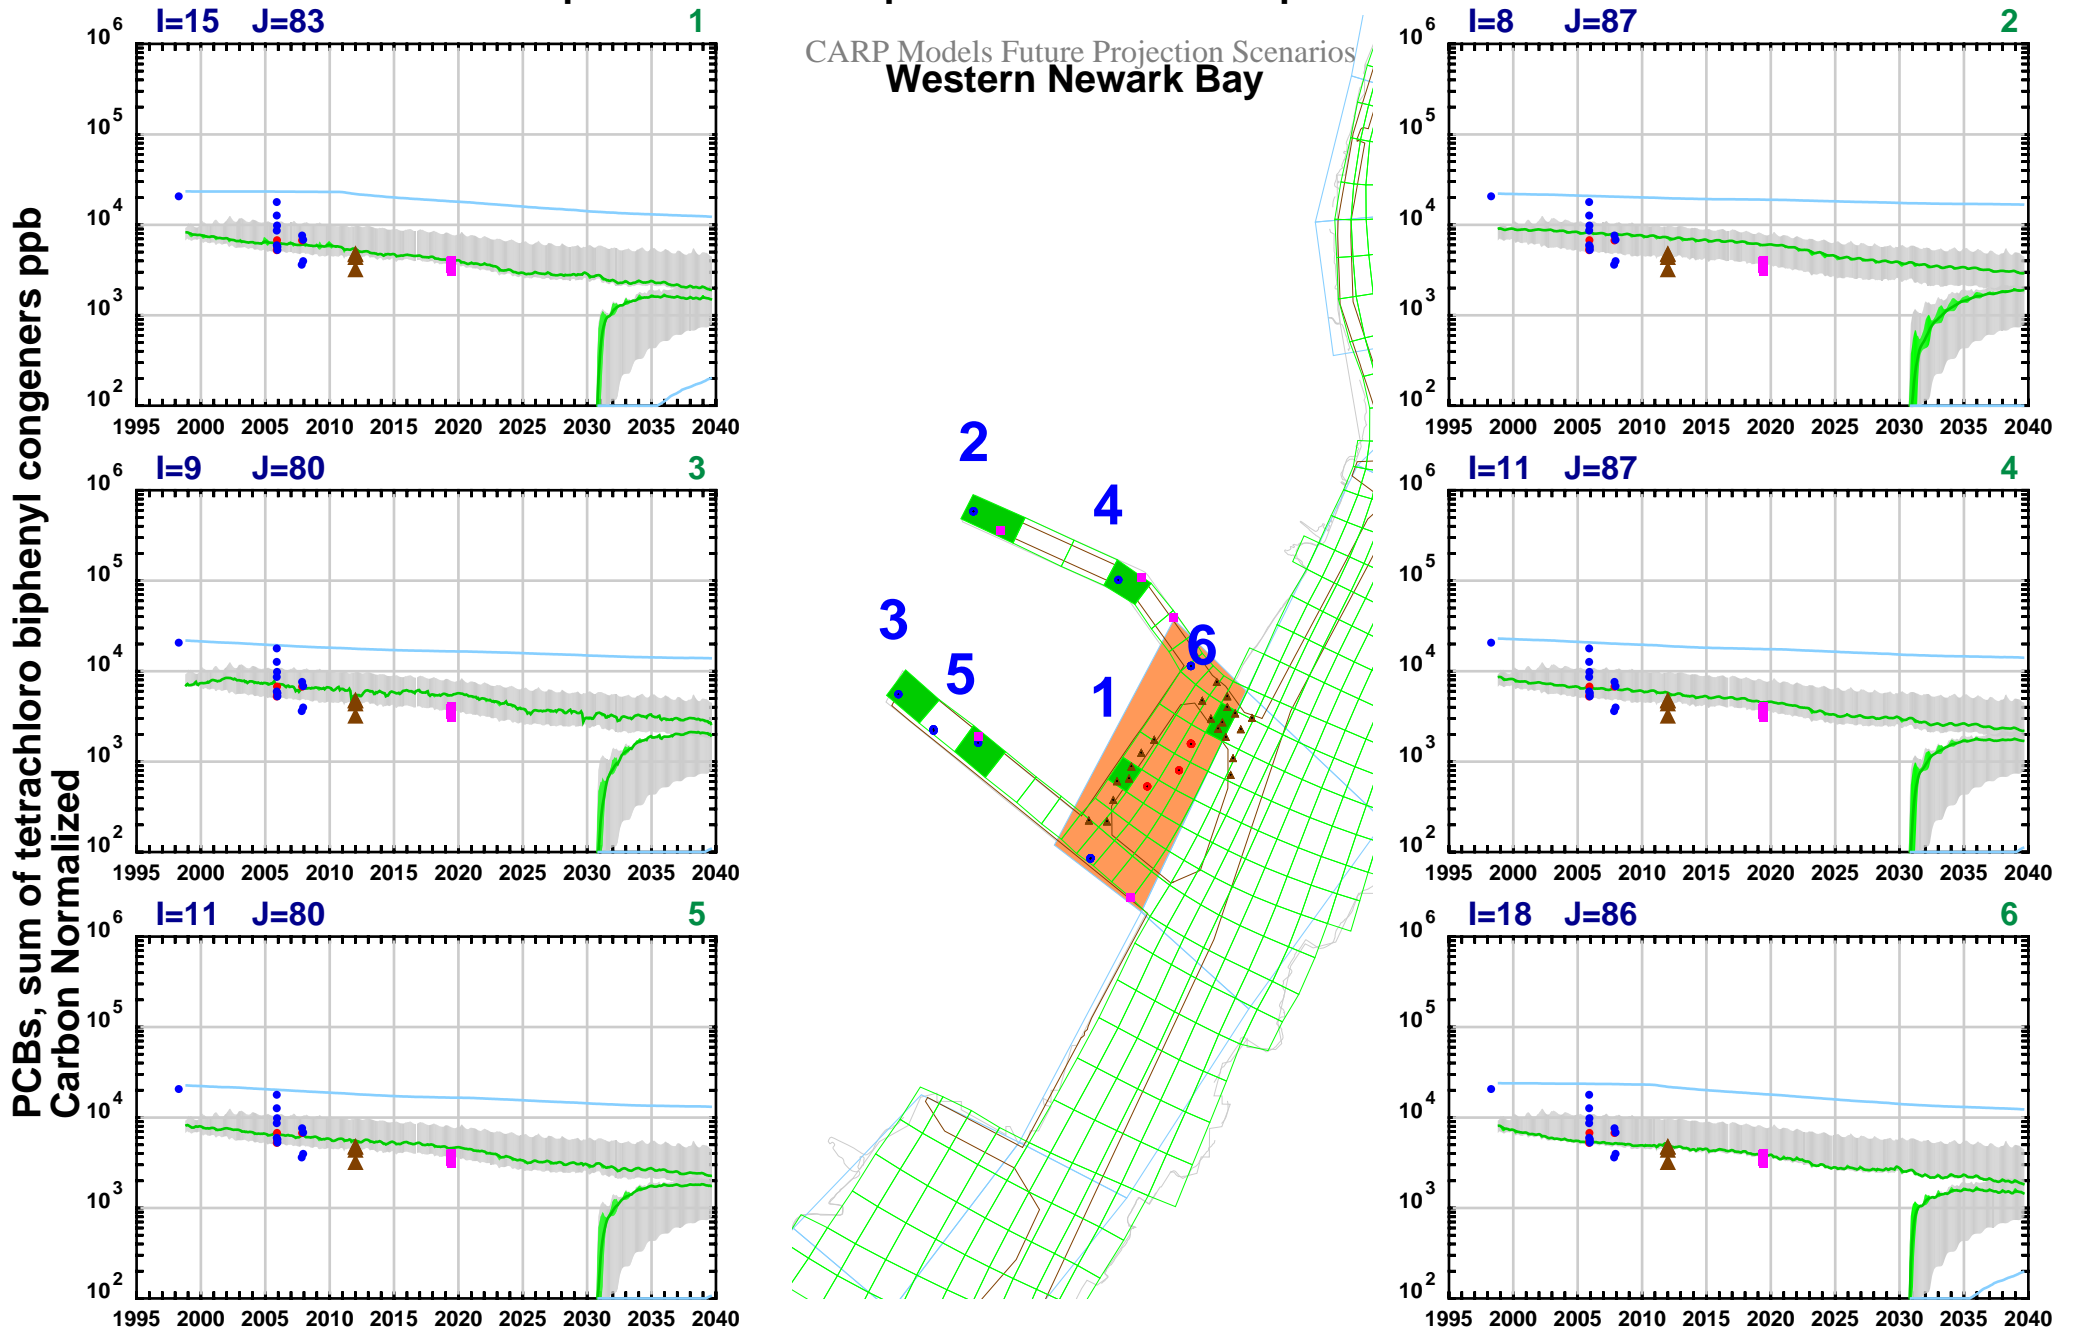 CARP Models Future Projection Scenarios
Western Newark Bay
PCBs, sum of tetrachloro biphenyl congeners ppb
Carbon Normalized
I=15 J=83 1
10^6
10^5
10^4
10^3
10^2
1995 2000 2005 2010 2015 2020 2025 2030 2035 2040
I=8 J=87 2
10^6
10^5
10^4
10^3
10^2
1995 2000 2005 2010 2015 2020 2025 2030 2035 2040
I=9 J=80 3
10^6
10^5
10^4
10^3
10^2
1995 2000 2005 2010 2015 2020 2025 2030 2035 2040
I=11 J=87 4
10^6
10^5
10^4
10^3
10^2
1995 2000 2005 2010 2015 2020 2025 2030 2035 2040
I=11 J=80 5
10^6
10^5
10^4
10^3
10^2
1995 2000 2005 2010 2015 2020 2025 2030 2035 2040
I=18 J=86 6
10^6
10^5
10^4
10^3
10^2
1995 2000 2005 2010 2015 2020 2025 2030 2035 2040
2
4
3
6
5
1